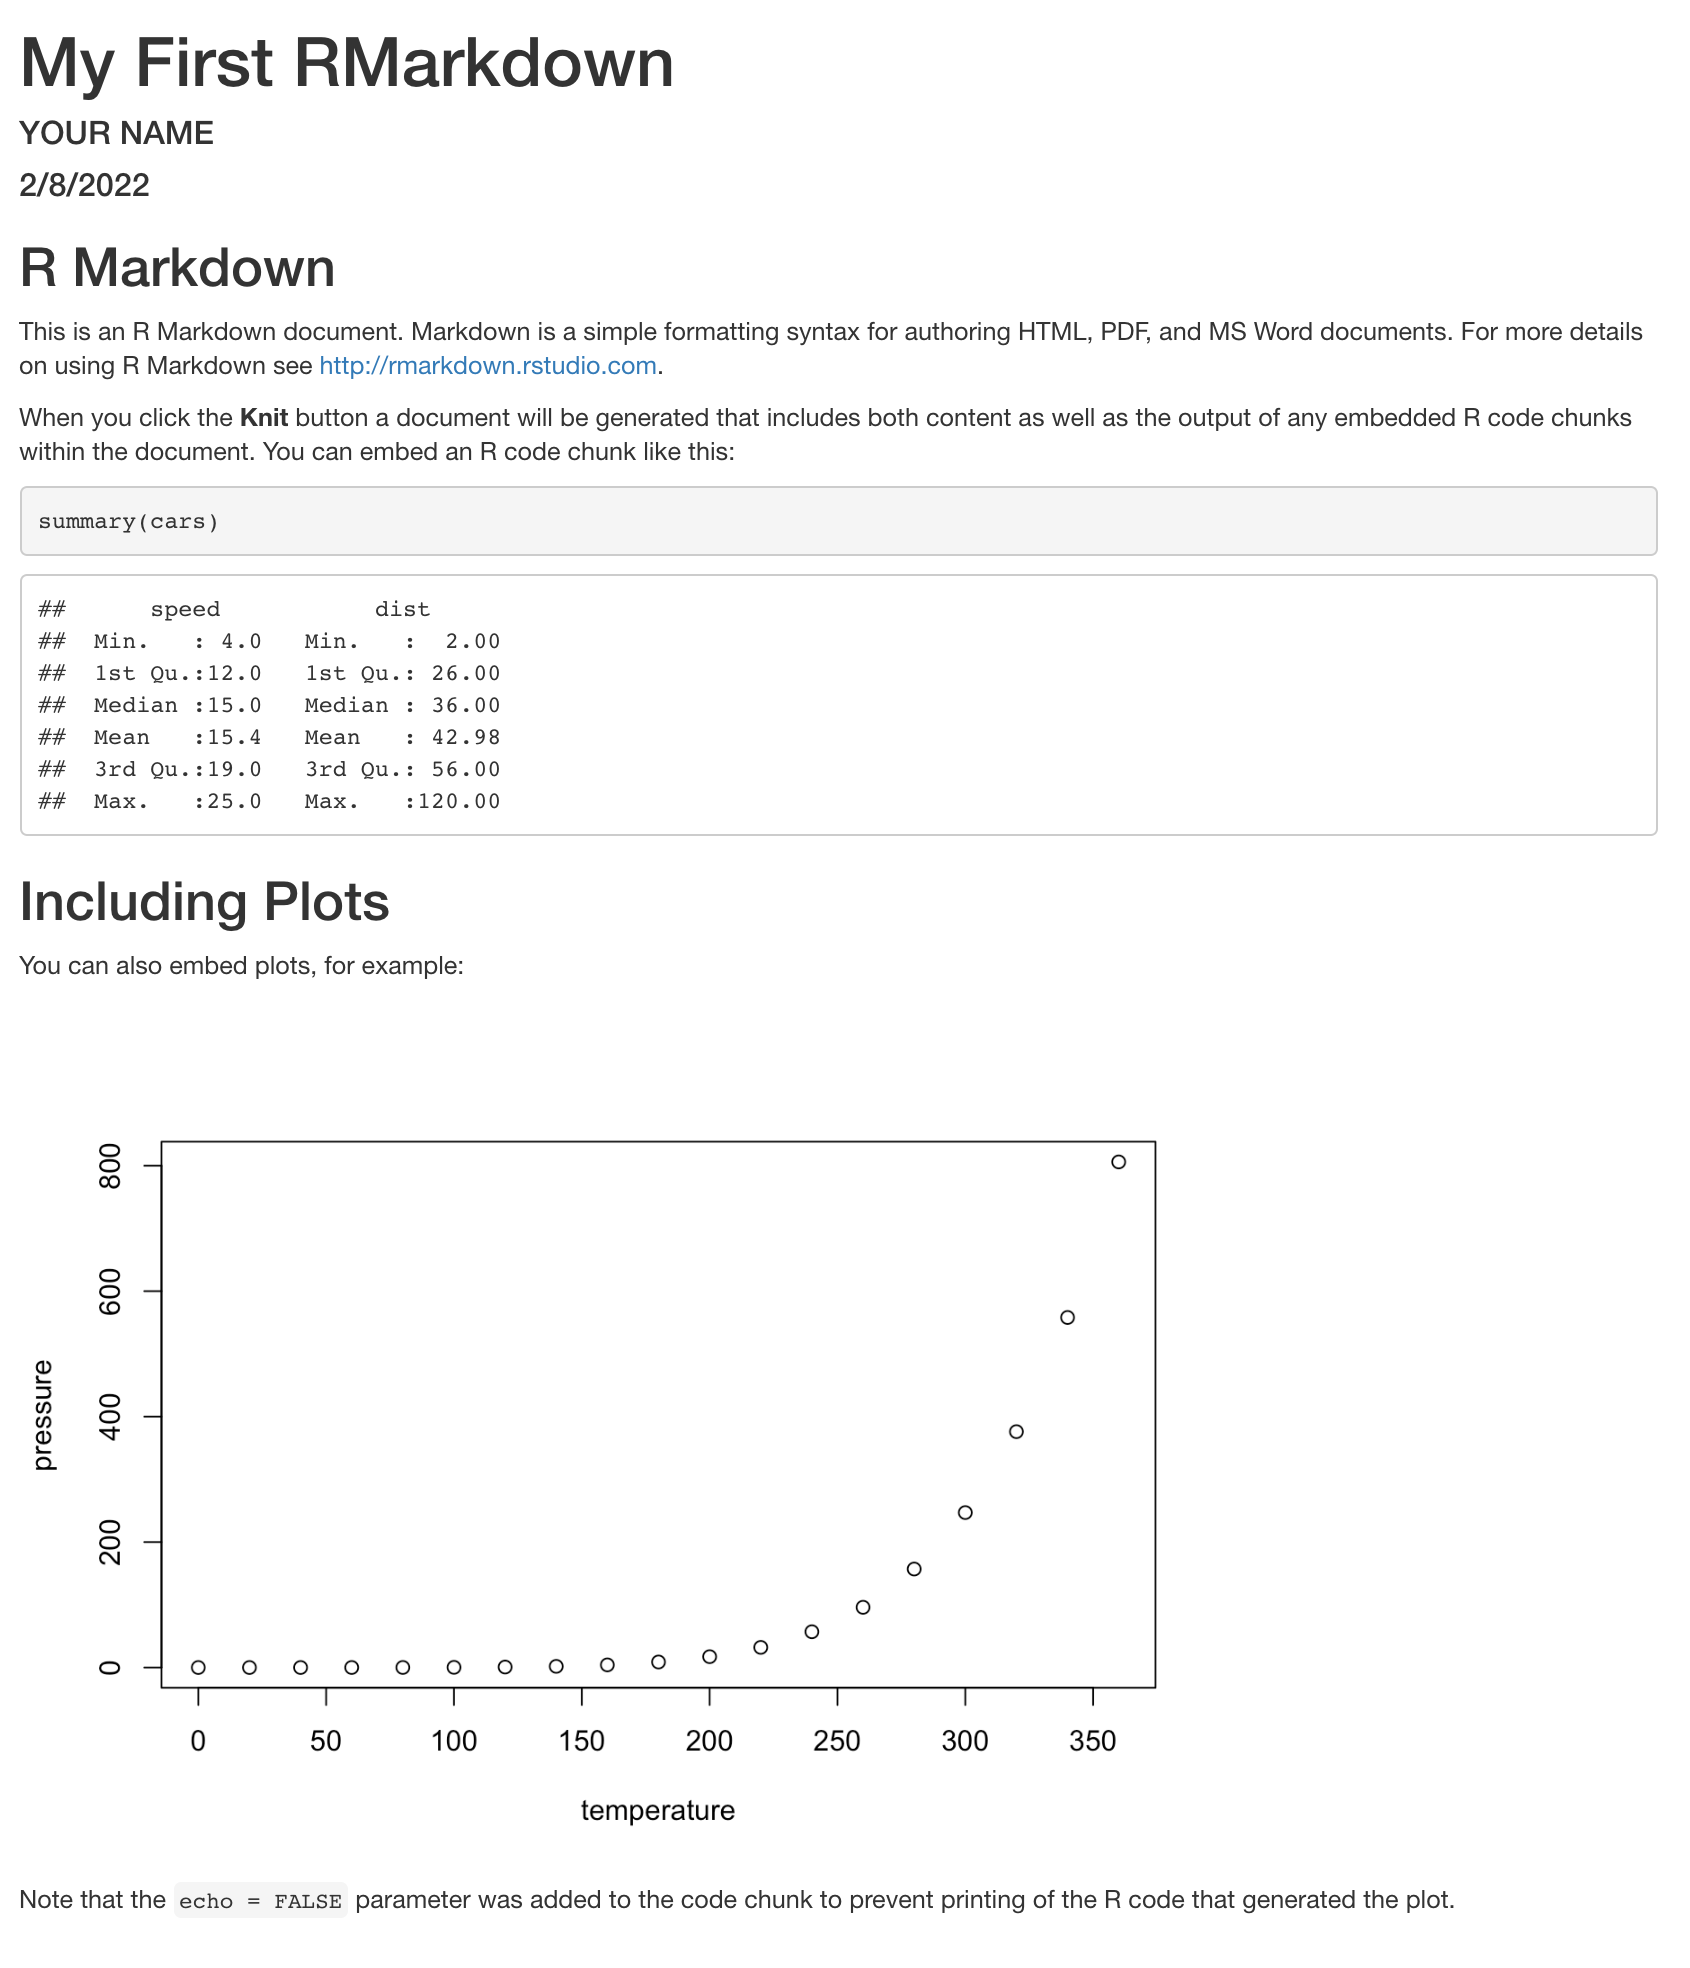 My First RMarkdown
YOUR NAME
2/8/2022
R Markdown
This is an R Markdown document. Markdown is a simple formatting syntax for authoring HTML, PDF, and MS Word documents. For more details
on using R Markdown see http://rmarkdown.rstudio.com.
When you click the Knit button a document will be generated that includes both content as well as the output of any embedded R code chunks
within the document. You can embed an R code chunk like this:
summary(cars)
##      speed           dist
##  Min.   : 4.0   Min.   :  2.00
##  1st Qu.:12.0   1st Qu.: 26.00
##  Median :15.0   Median : 36.00
##  Mean   :15.4   Mean   : 42.98
##  3rd Qu.:19.0   3rd Qu.: 56.00
##  Max.   :25.0   Max.   :120.00
Including Plots
You can also embed plots, for example:
800
600
400
200
0
pressure
0 50 100 150 200 250 300 350
temperature
Note that the echo = FALSE parameter was added to the code chunk to prevent printing of the R code that generated the plot.